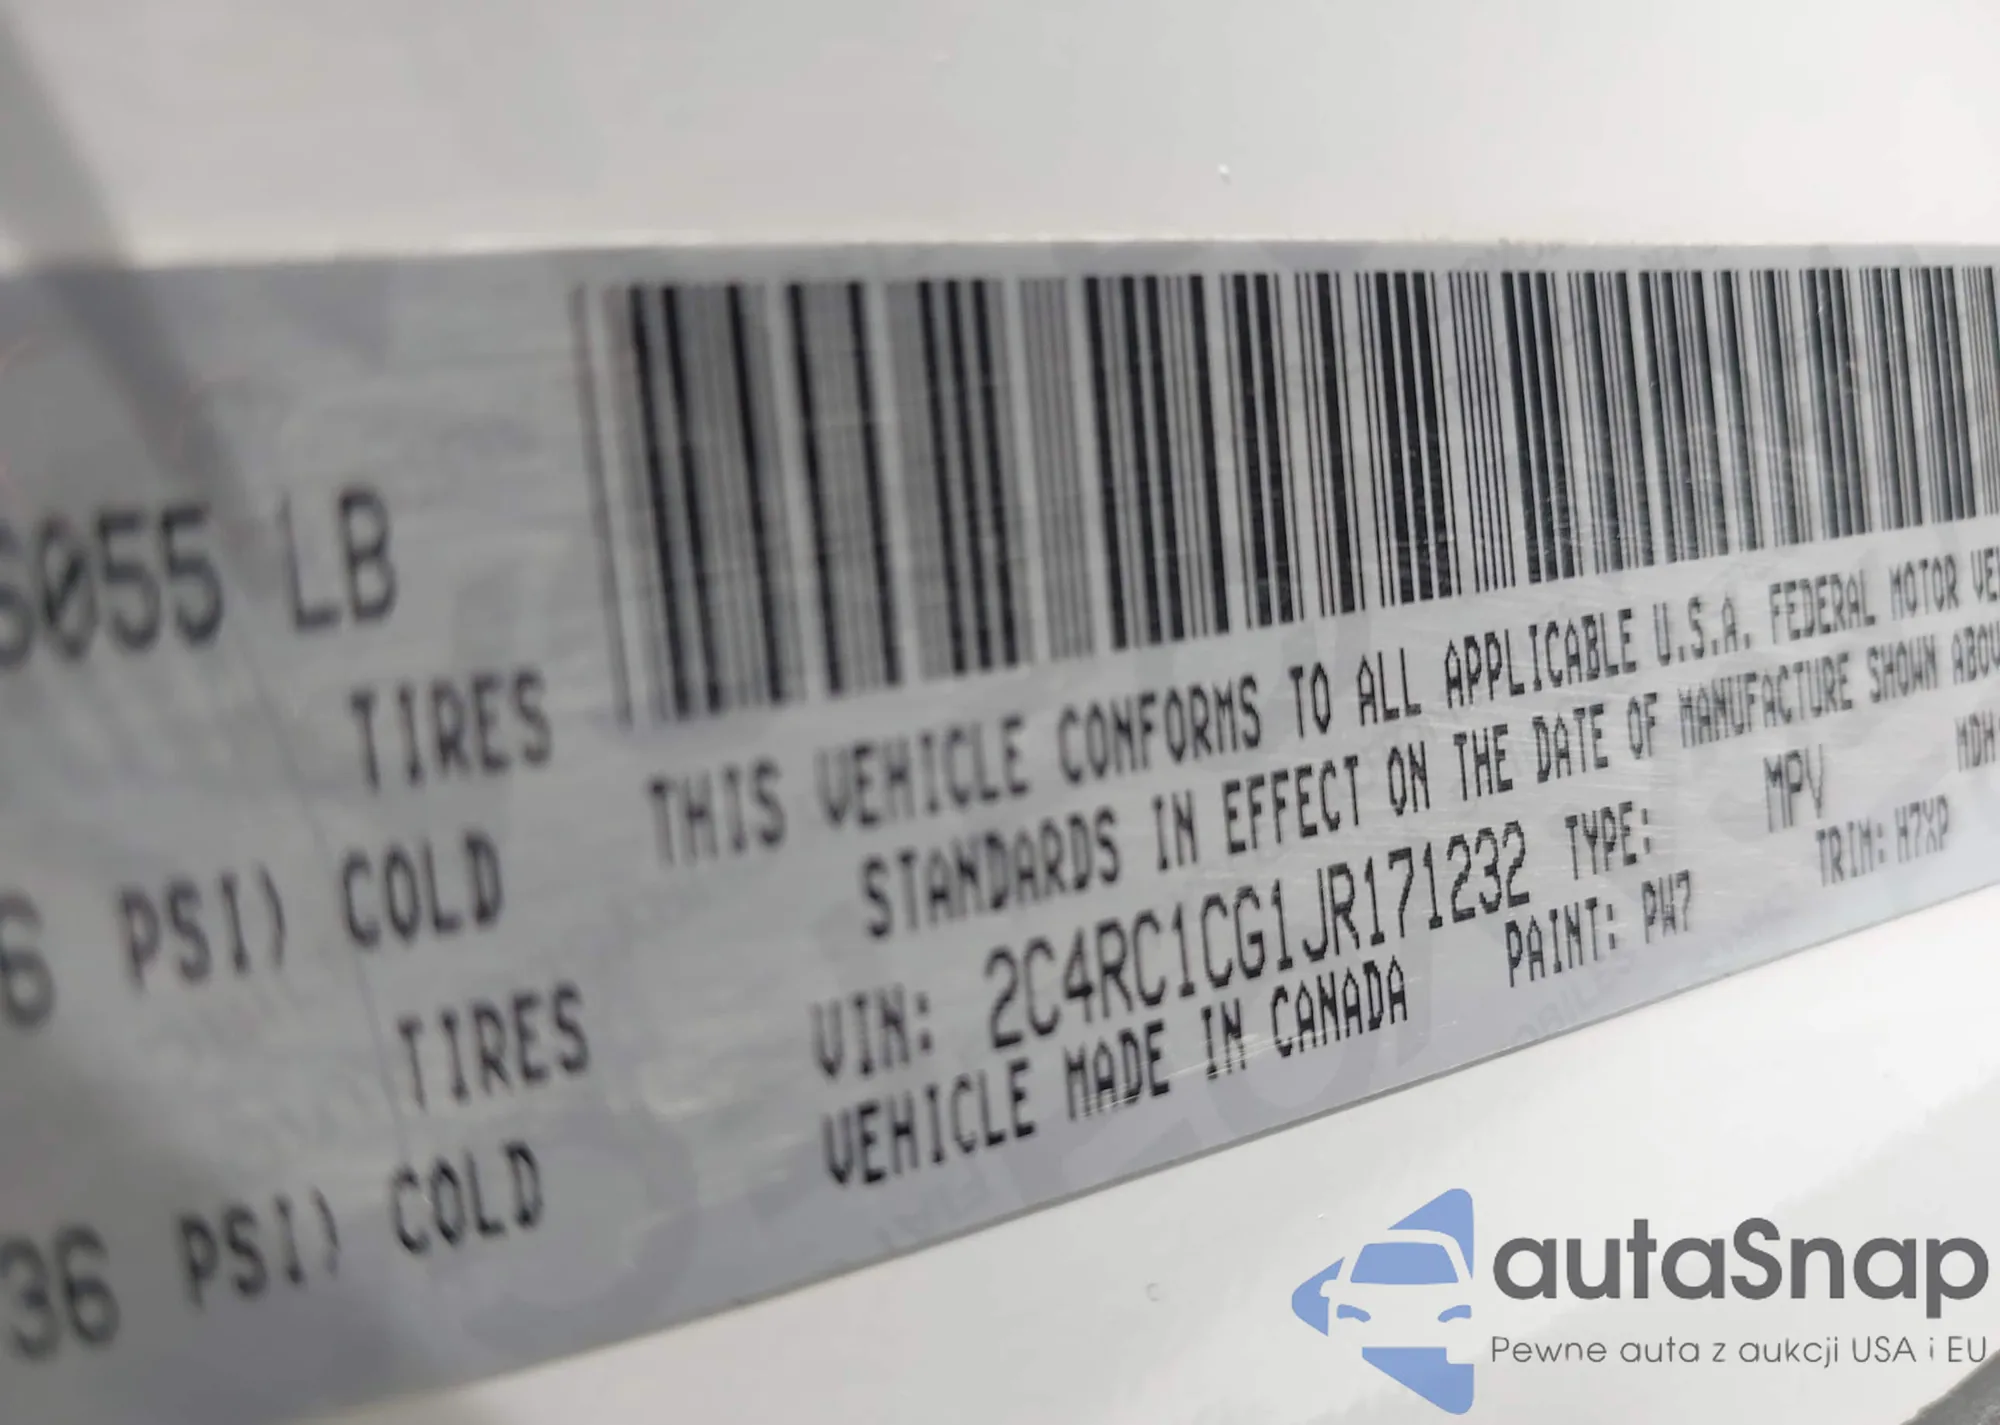 6055 LB
TIRES
6 PSI) COLD
TIRES
36 PSI) COLD
THIS VEHICLE CONFORMS TO ALL APPLICABLE U.S.A. FEDERAL MOTOR VEH
STANDARDS IN EFFECT ON THE DATE OF MANUFACTURE SHOWN ABOV
VIN: 2C4RC1CG1JR171232 TYPE: MPV MDH:
VEHICLE MADE IN CANADA PAINT: PW7 TRIM: H7XP
autaSnap
Pewne auta z aukcji USA i EU